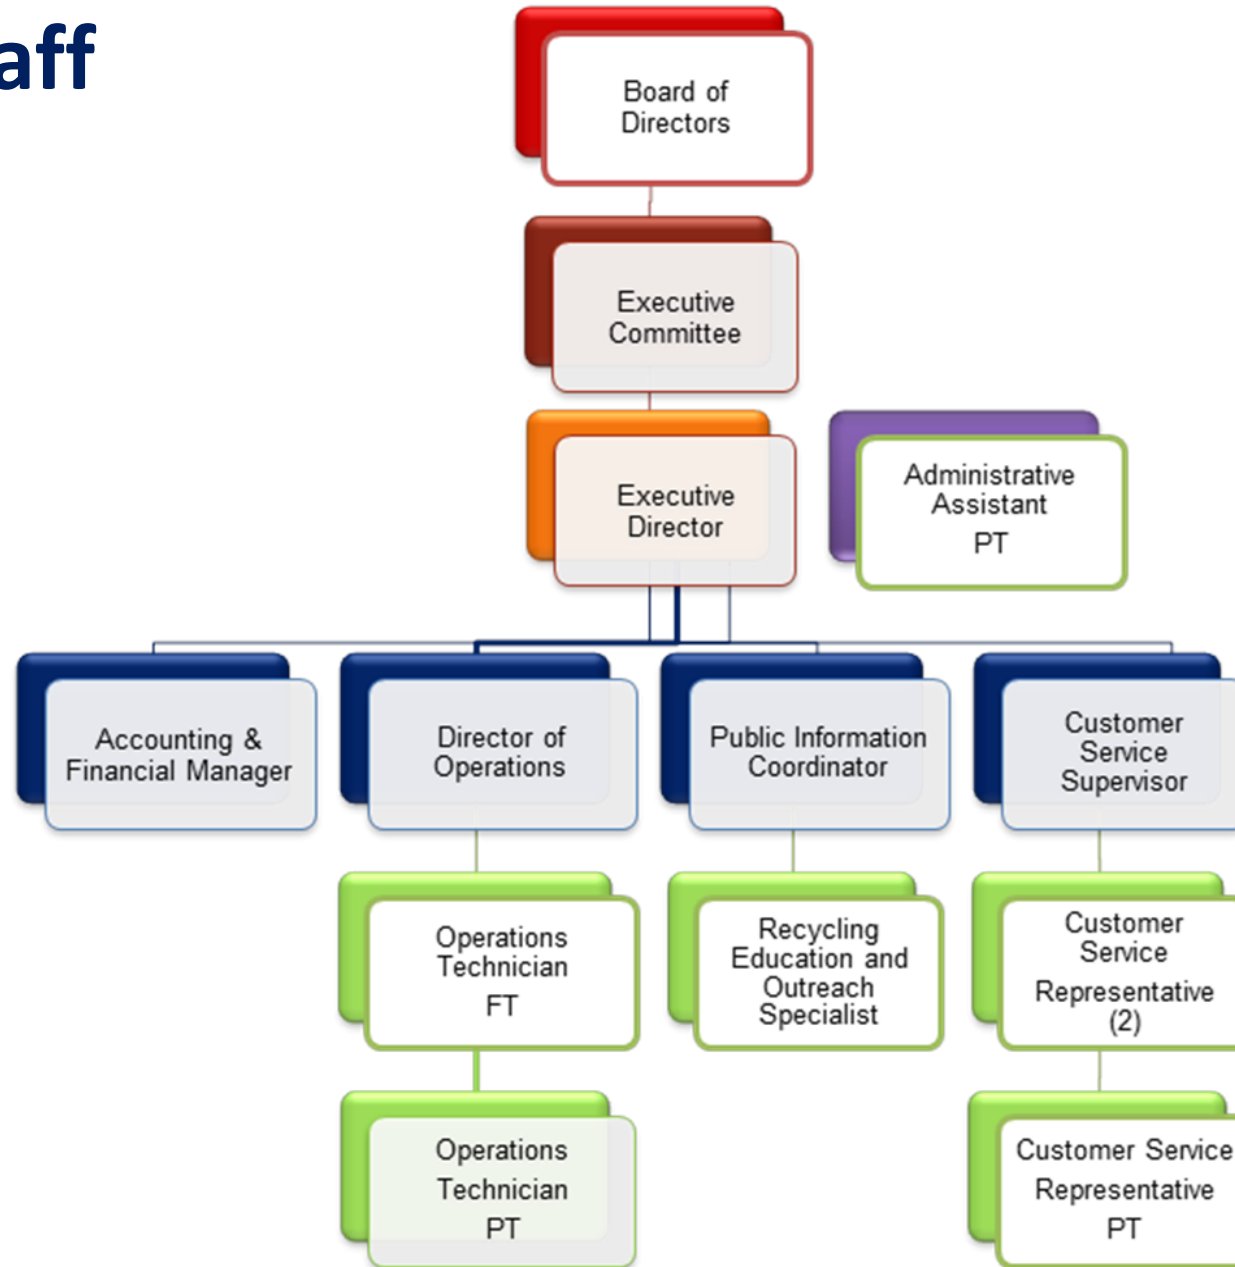 aff
Board of
Directors
Executive
Committee
Executive
Director
Administrative
Assistant
PT
Accounting &
Financial Manager
Director of
Operations
Public Information
Coordinator
Customer
Service
Supervisor
Operations
Technician
FT
Recycling
Education and
Outreach
Specialist
Customer
Service
Representative
(2)
Operations
Technician
PT
Customer Service
Representative
PT